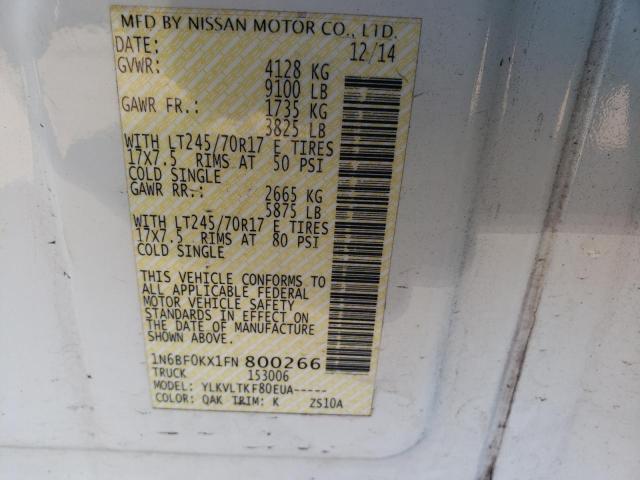 MFD BY NISSAN MOTOR CO., LTD.
DATE: 12/14
GVWR: 4128 KG
9100 LB
GAWR FR.: 1735 KG
3825 LB
WITH LT245/70R17 E TIRES
17X7.5 RIMS AT 50 PSI
COLD SINGLE
GAWR RR.: 2665 KG
5875 LB
WITH LT245/70R17 E TIRES
17X7.5 RIMS AT 80 PSI
COLD SINGLE
THIS VEHICLE CONFORMS TO
ALL APPLICABLE FEDERAL
MOTOR VEHICLE SAFETY
STANDARDS IN EFFECT ON
THE DATE OF MANUFACTURE
SHOWN ABOVE.
1N6BF0KX1FN 800266
TRUCK 153006
MODEL: YLKVLTKF80EUA-----
COLOR: QAK TRIM: K ZS10A